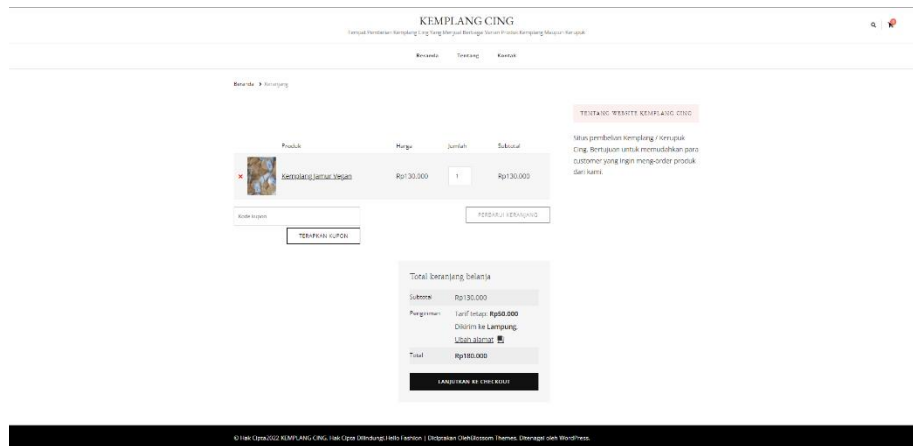 KEMPLANG CING
Tempat Pembelian Kemplang Cing Yang Menjual Berbagai Varian Produk Kemplang Maupun Kerupuk
Beranda Tentang Kontak
Beranda Keranjang
TENTANG WEBSITE KEMPLANG CING
Situs pembelian Kemplang / Kerupuk
Cing. Bertujuan untuk memudahkan para
customer yang ingin meng-order produk
dari kami.
Produk Harga Jumlah Subtotal
Kemplang Jamur Vegan Rp130.000 1 Rp130.000
Kode kupon
PERBARUI KERANJANG
TERAPKAN KUPON
Total keranjang belanja
Subtotal Rp130.000
Pengiriman Tarif tetap: Rp50.000
Dikirim ke Lampung.
Ubah alamat
Total Rp180.000
LANJUTKAN KE CHECKOUT
© Hak Cipta2022 KEMPLANG CING. Hak Cipta Dilindungi.Hello Fashion | Diciptakan OlehBlossom Themes. Ditenagai oleh WordPress.